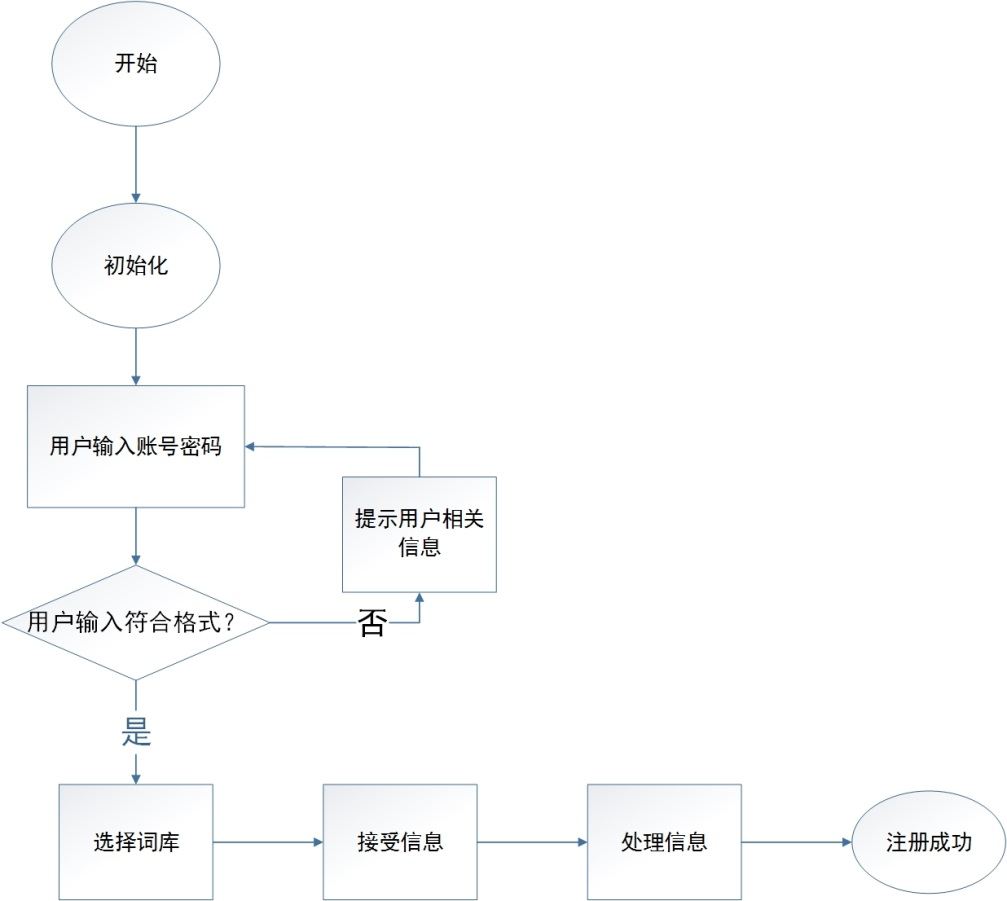 开始
初始化
用户输入账号密码
提示用户相关
信息
用户输入符合格式?
否
是
选择词库
接受信息
处理信息
注册成功